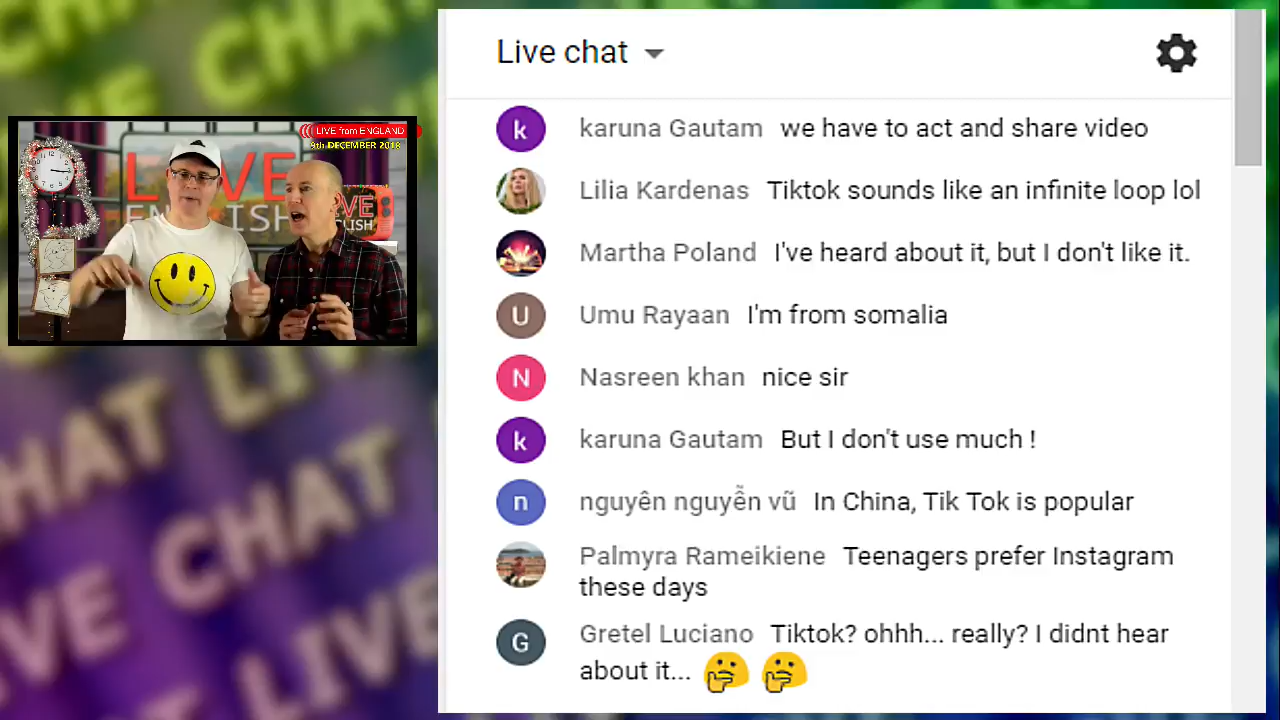 LIVE from ENGLAND
9th DECEMBER 2018
LIVE
ENGLISH
Live chat
k karuna Gautam we have to act and share video
Lilia Kardenas Tiktok sounds like an infinite loop lol
Martha Poland I've heard about it, but I don't like it.
U Umu Rayaan I'm from somalia
N Nasreen khan nice sir
k karuna Gautam But I don't use much !
n nguyên nguyễn vũ In China, Tik Tok is popular
Palmyra Rameikiene Teenagers prefer Instagram
these days
G Gretel Luciano Tiktok? ohhh... really? I didnt hear
about it... 🤔 🤔
CHAT
LIVE
CHAT
LIVE